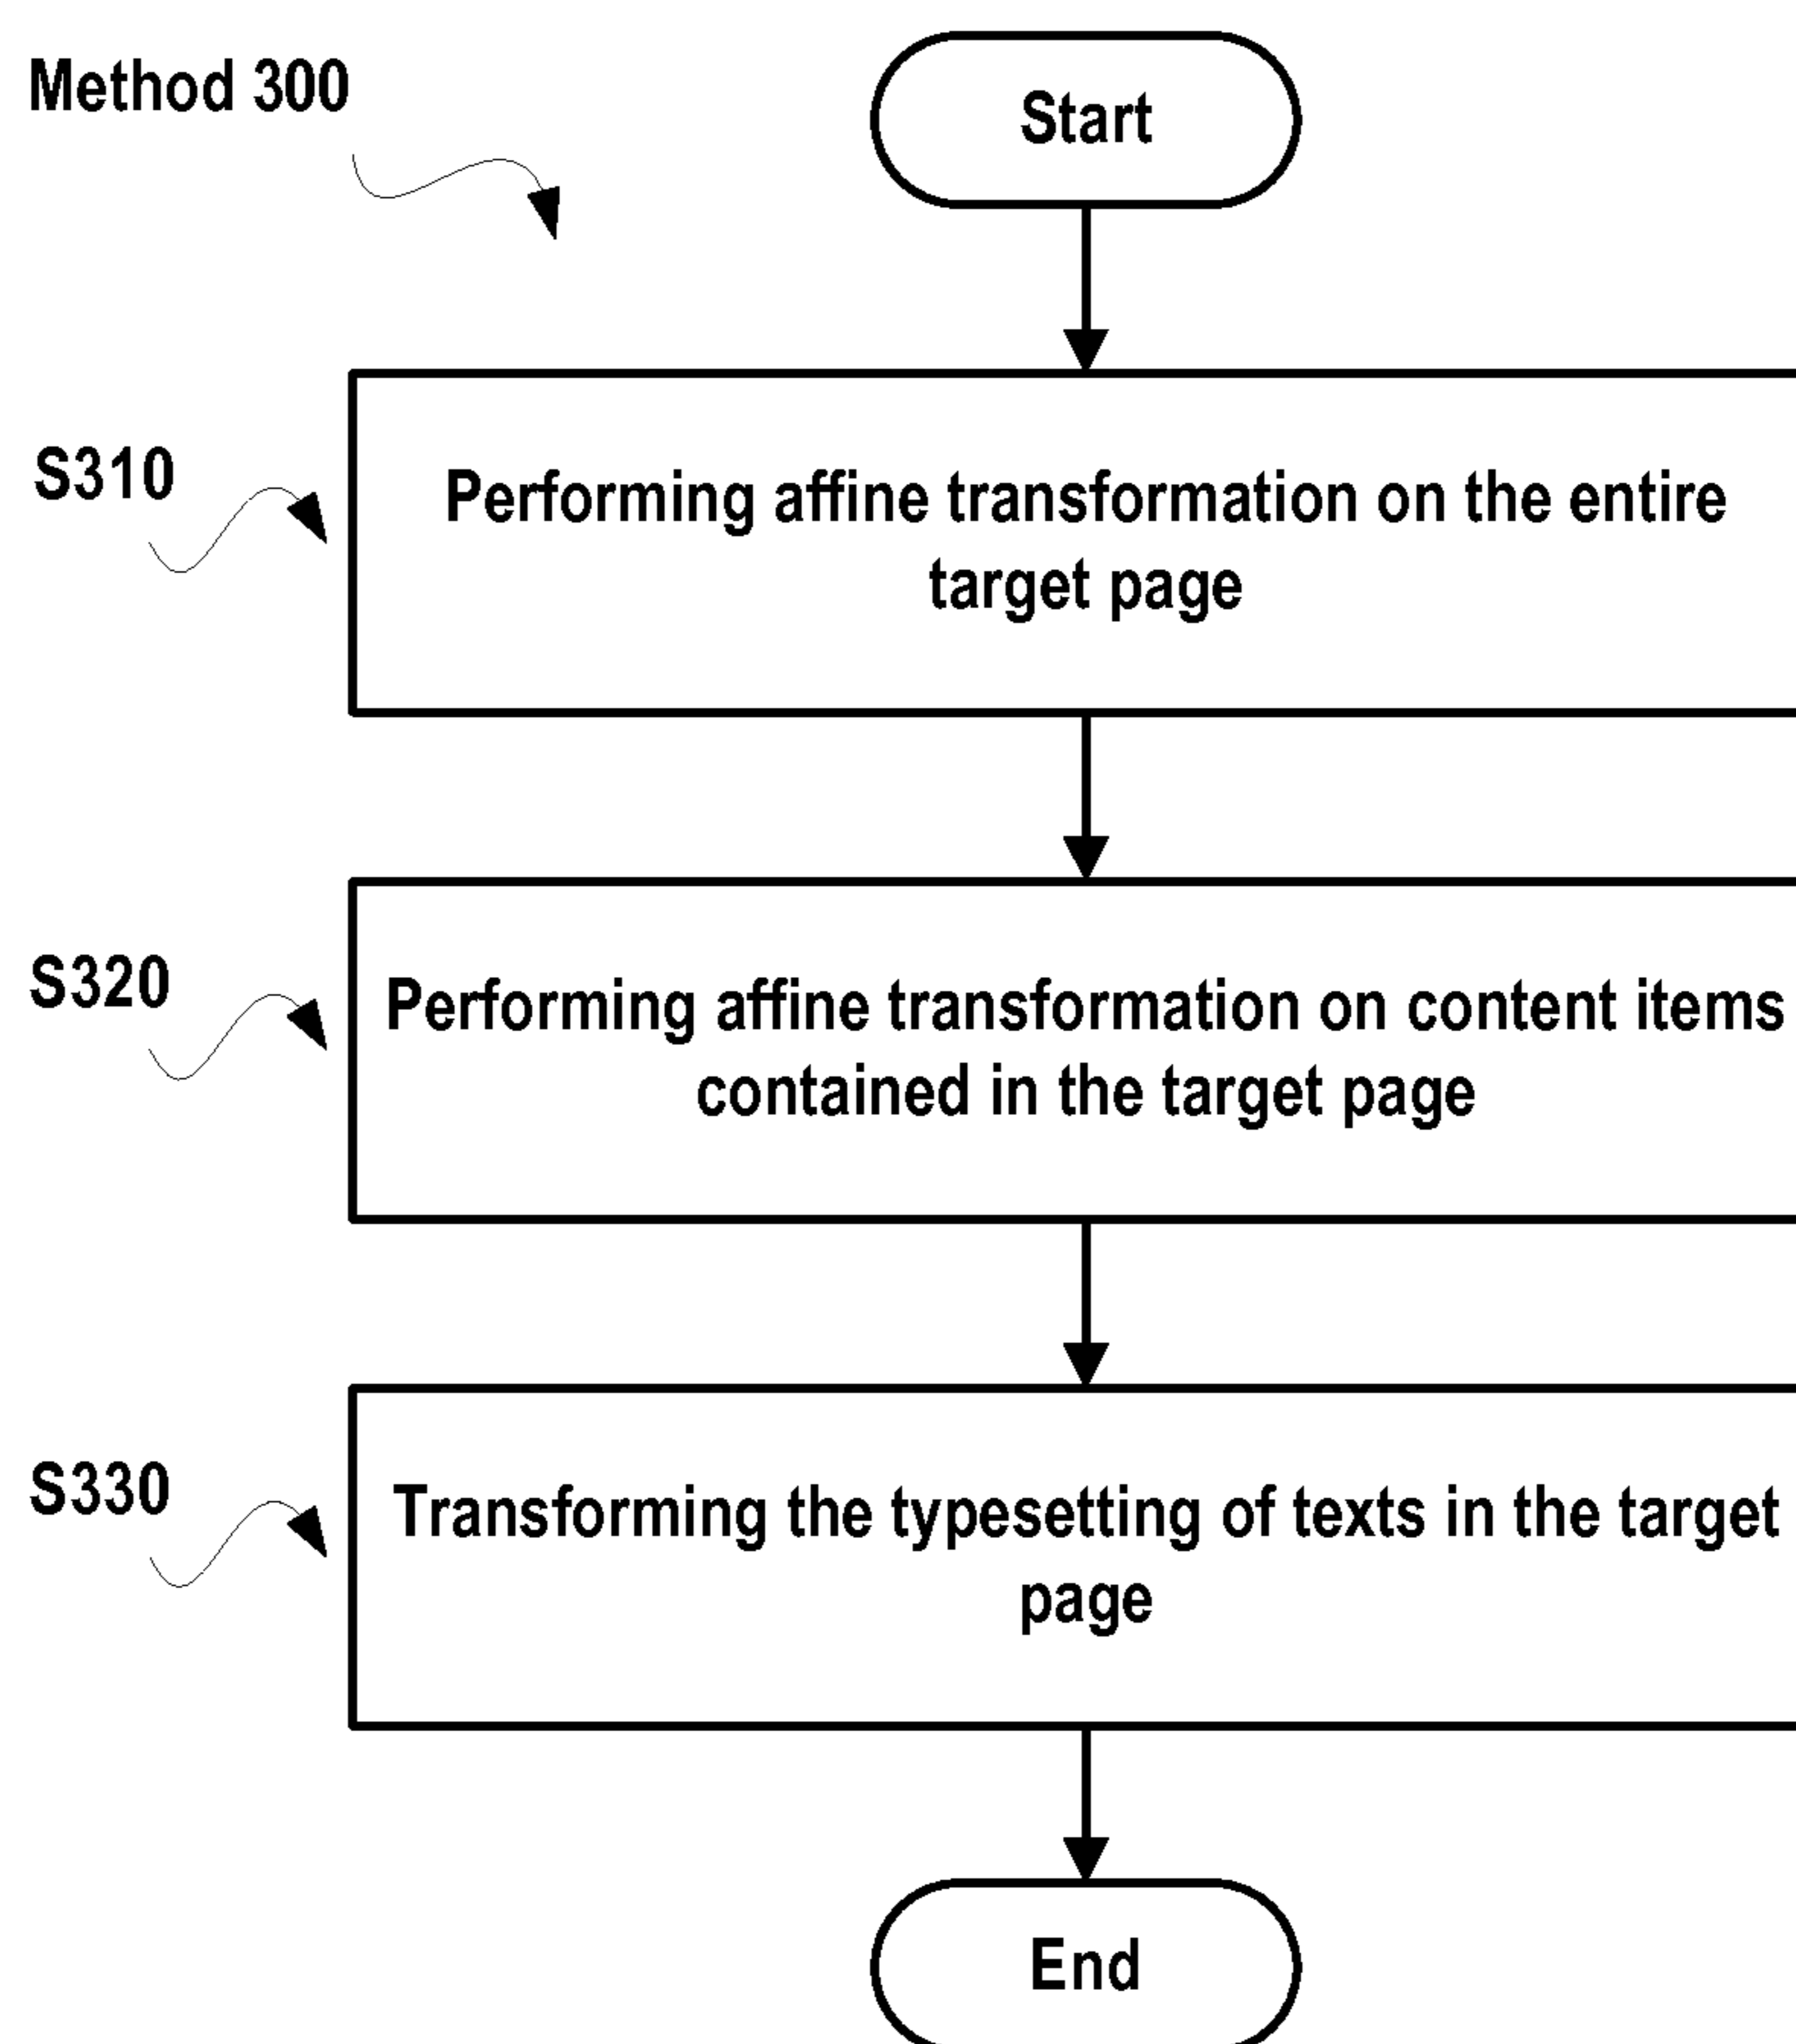 Method 300
Start
S310
Performing affine transformation on the entire
target page
S320
Performing affine transformation on content items
contained in the target page
S330
Transforming the typesetting of texts in the target
page
End